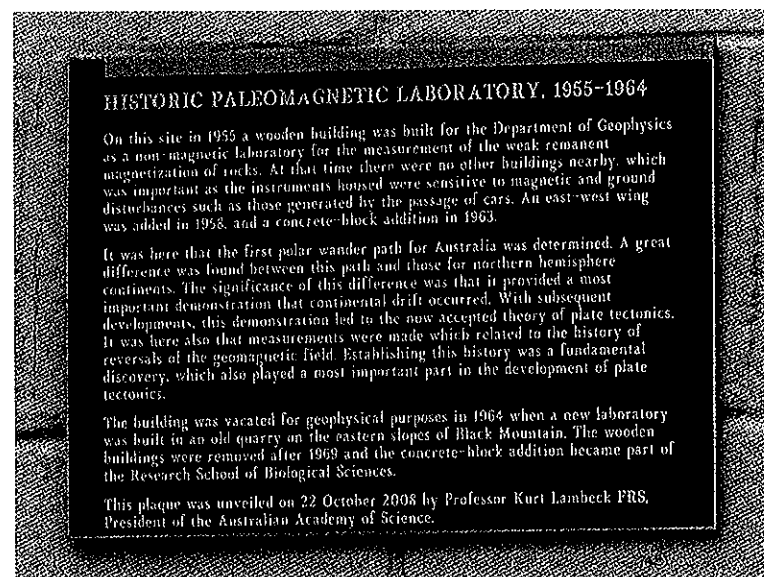 HISTORIC PALEOMAGNETIC LABORATORY, 1955-1964
On this site in 1955 a wooden building was built for the Department of Geophysics
as a non-magnetic laboratory for the measurement of the weak remanent
magnetization of rocks. At that time there were no other buildings nearby, which
was important as the instruments housed were sensitive to magnetic and ground
disturbances such as those generated by the passage of cars. An east-west wing
was added in 1958, and a concrete-block addition in 1963.
It was here that the first polar wander path for Australia was determined. A great
difference was found between this path and those for northern hemisphere
continents. The significance of this difference was that it provided a most
important demonstration that continental drift occurred. With subsequent
developments, this demonstration led to the now accepted theory of plate tectonics.
It was here also that measurements were made which related to the history of
reversals of the geomagnetic field. Establishing this history was a fundamental
discovery, which also played a most important part in the development of plate
tectonics.
The building was vacated for geophysical purposes in 1964 when a new laboratory
was built in an old quarry on the eastern slopes of Black Mountain. The wooden
buildings were removed after 1969 and the concrete-block addition became part of
the Research School of Biological Sciences.
This plaque was unveiled on 22 October 2008 by Professor Kurt Lambeck FRS,
President of the Australian Academy of Science.